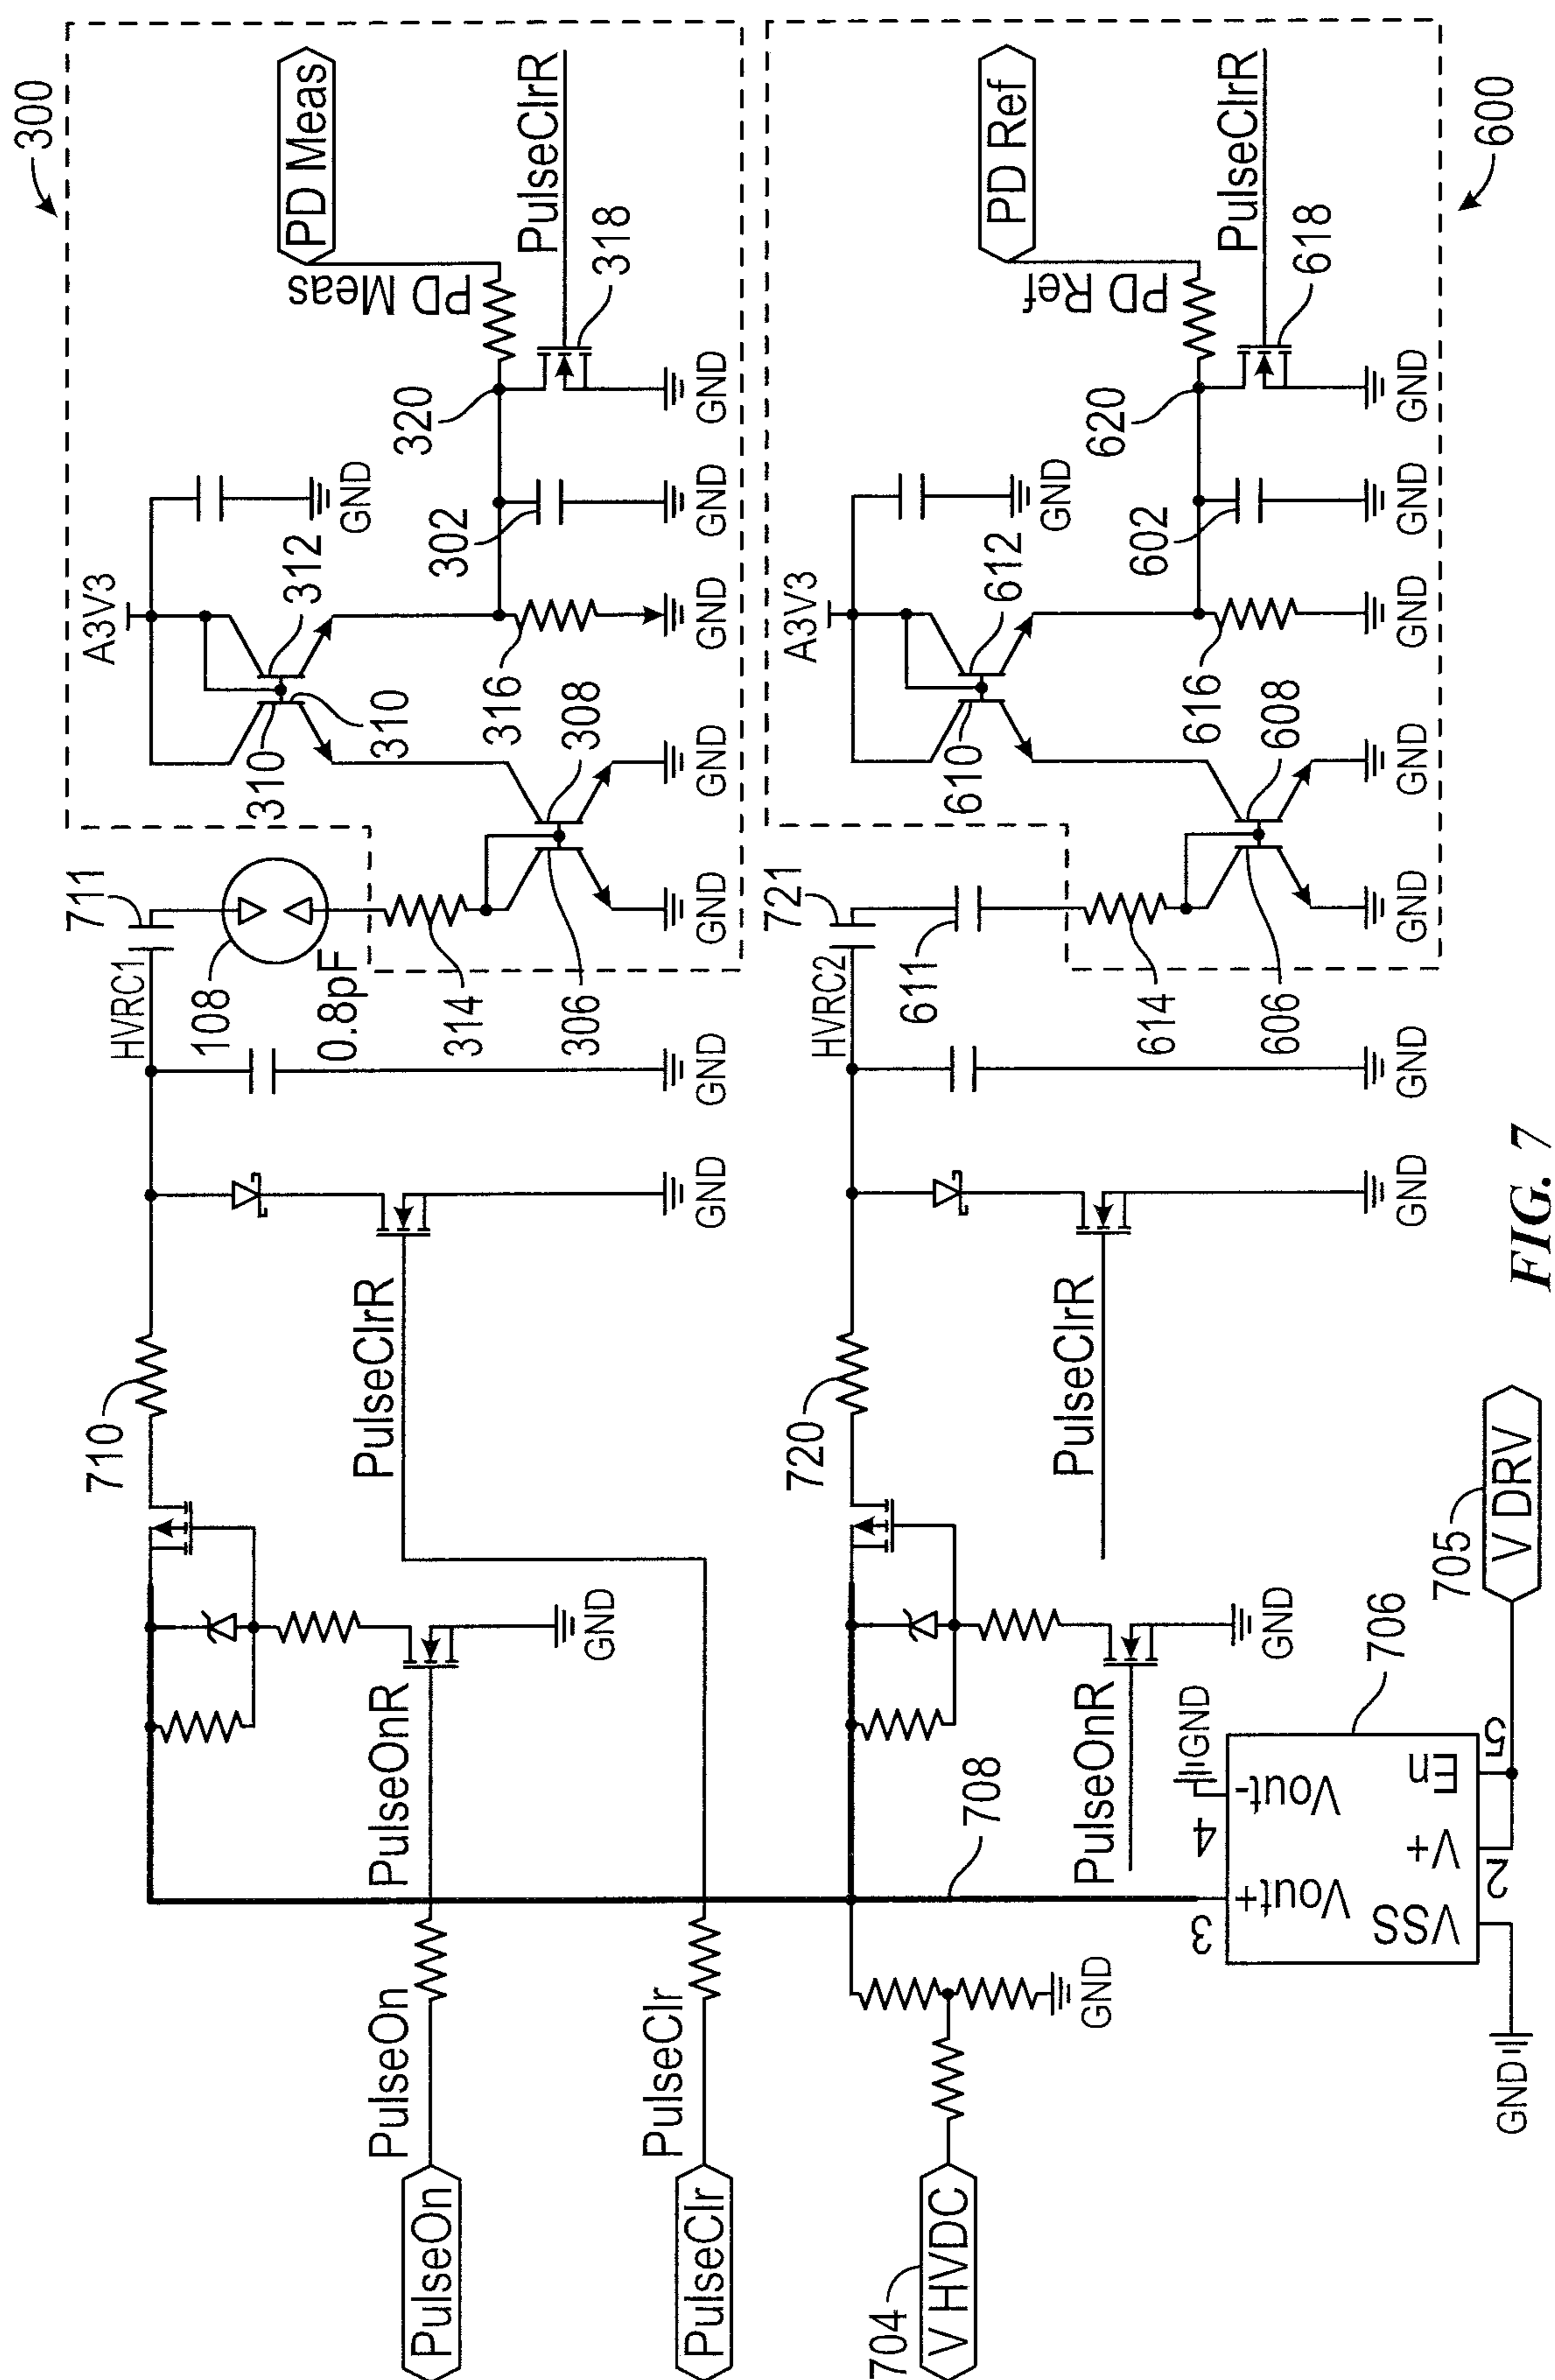 300
PD Meas
PD Meas
PulseClrR
318
320
GND
A3V3
GND
312
302
GND
310
310
316
GND
308
GND
711
HVRC1
108
0.8pF
314
306
GND
GND
710
PulseClrR
GND
PulseOnR
GND
PulseOn
PulseOn
PulseClr
PulseClr
600
PD Ref
PD Ref
PulseClrR
618
620
GND
A3V3
GND
612
602
GND
610
616
GND
608
GND
721
HVRC2
611
614
606
GND
GND
720
PulseClrR
GND
PulseOnR
GND
708
704
V HVDC
GND
705
V DRV
706
GND
Vout-
4
Vout+
3
En
5
V+
2
VSS
GND
FIG. 7